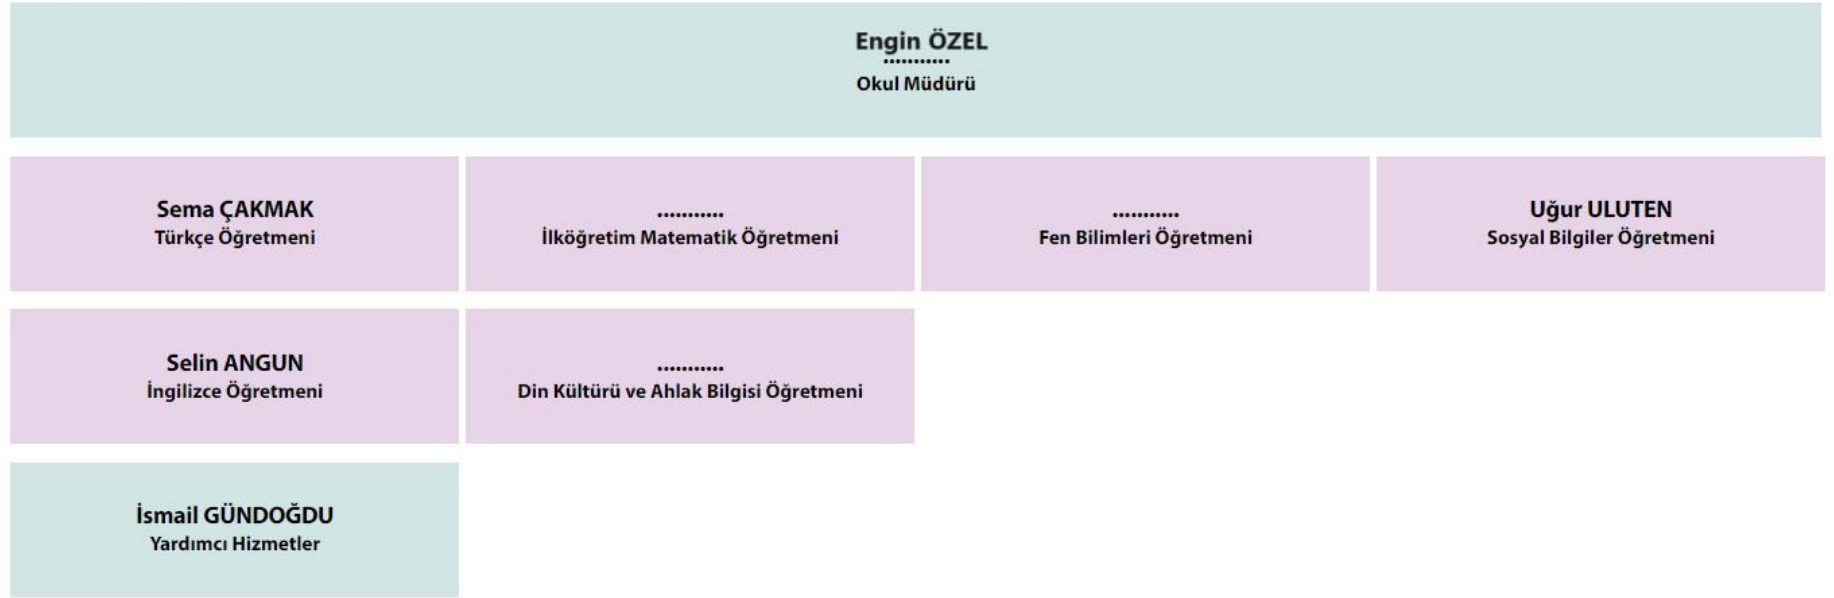 Engin ÖZEL
...........
Okul Müdürü
Sema ÇAKMAK
Türkçe Öğretmeni
...........
İlköğretim Matematik Öğretmeni
...........
Fen Bilimleri Öğretmeni
Uğur ULUTEN
Sosyal Bilgiler Öğretmeni
Selin ANGUN
İngilizce Öğretmeni
...........
Din Kültürü ve Ahlak Bilgisi Öğretmeni
İsmail GÜNDOĞDU
Yardımcı Hizmetler